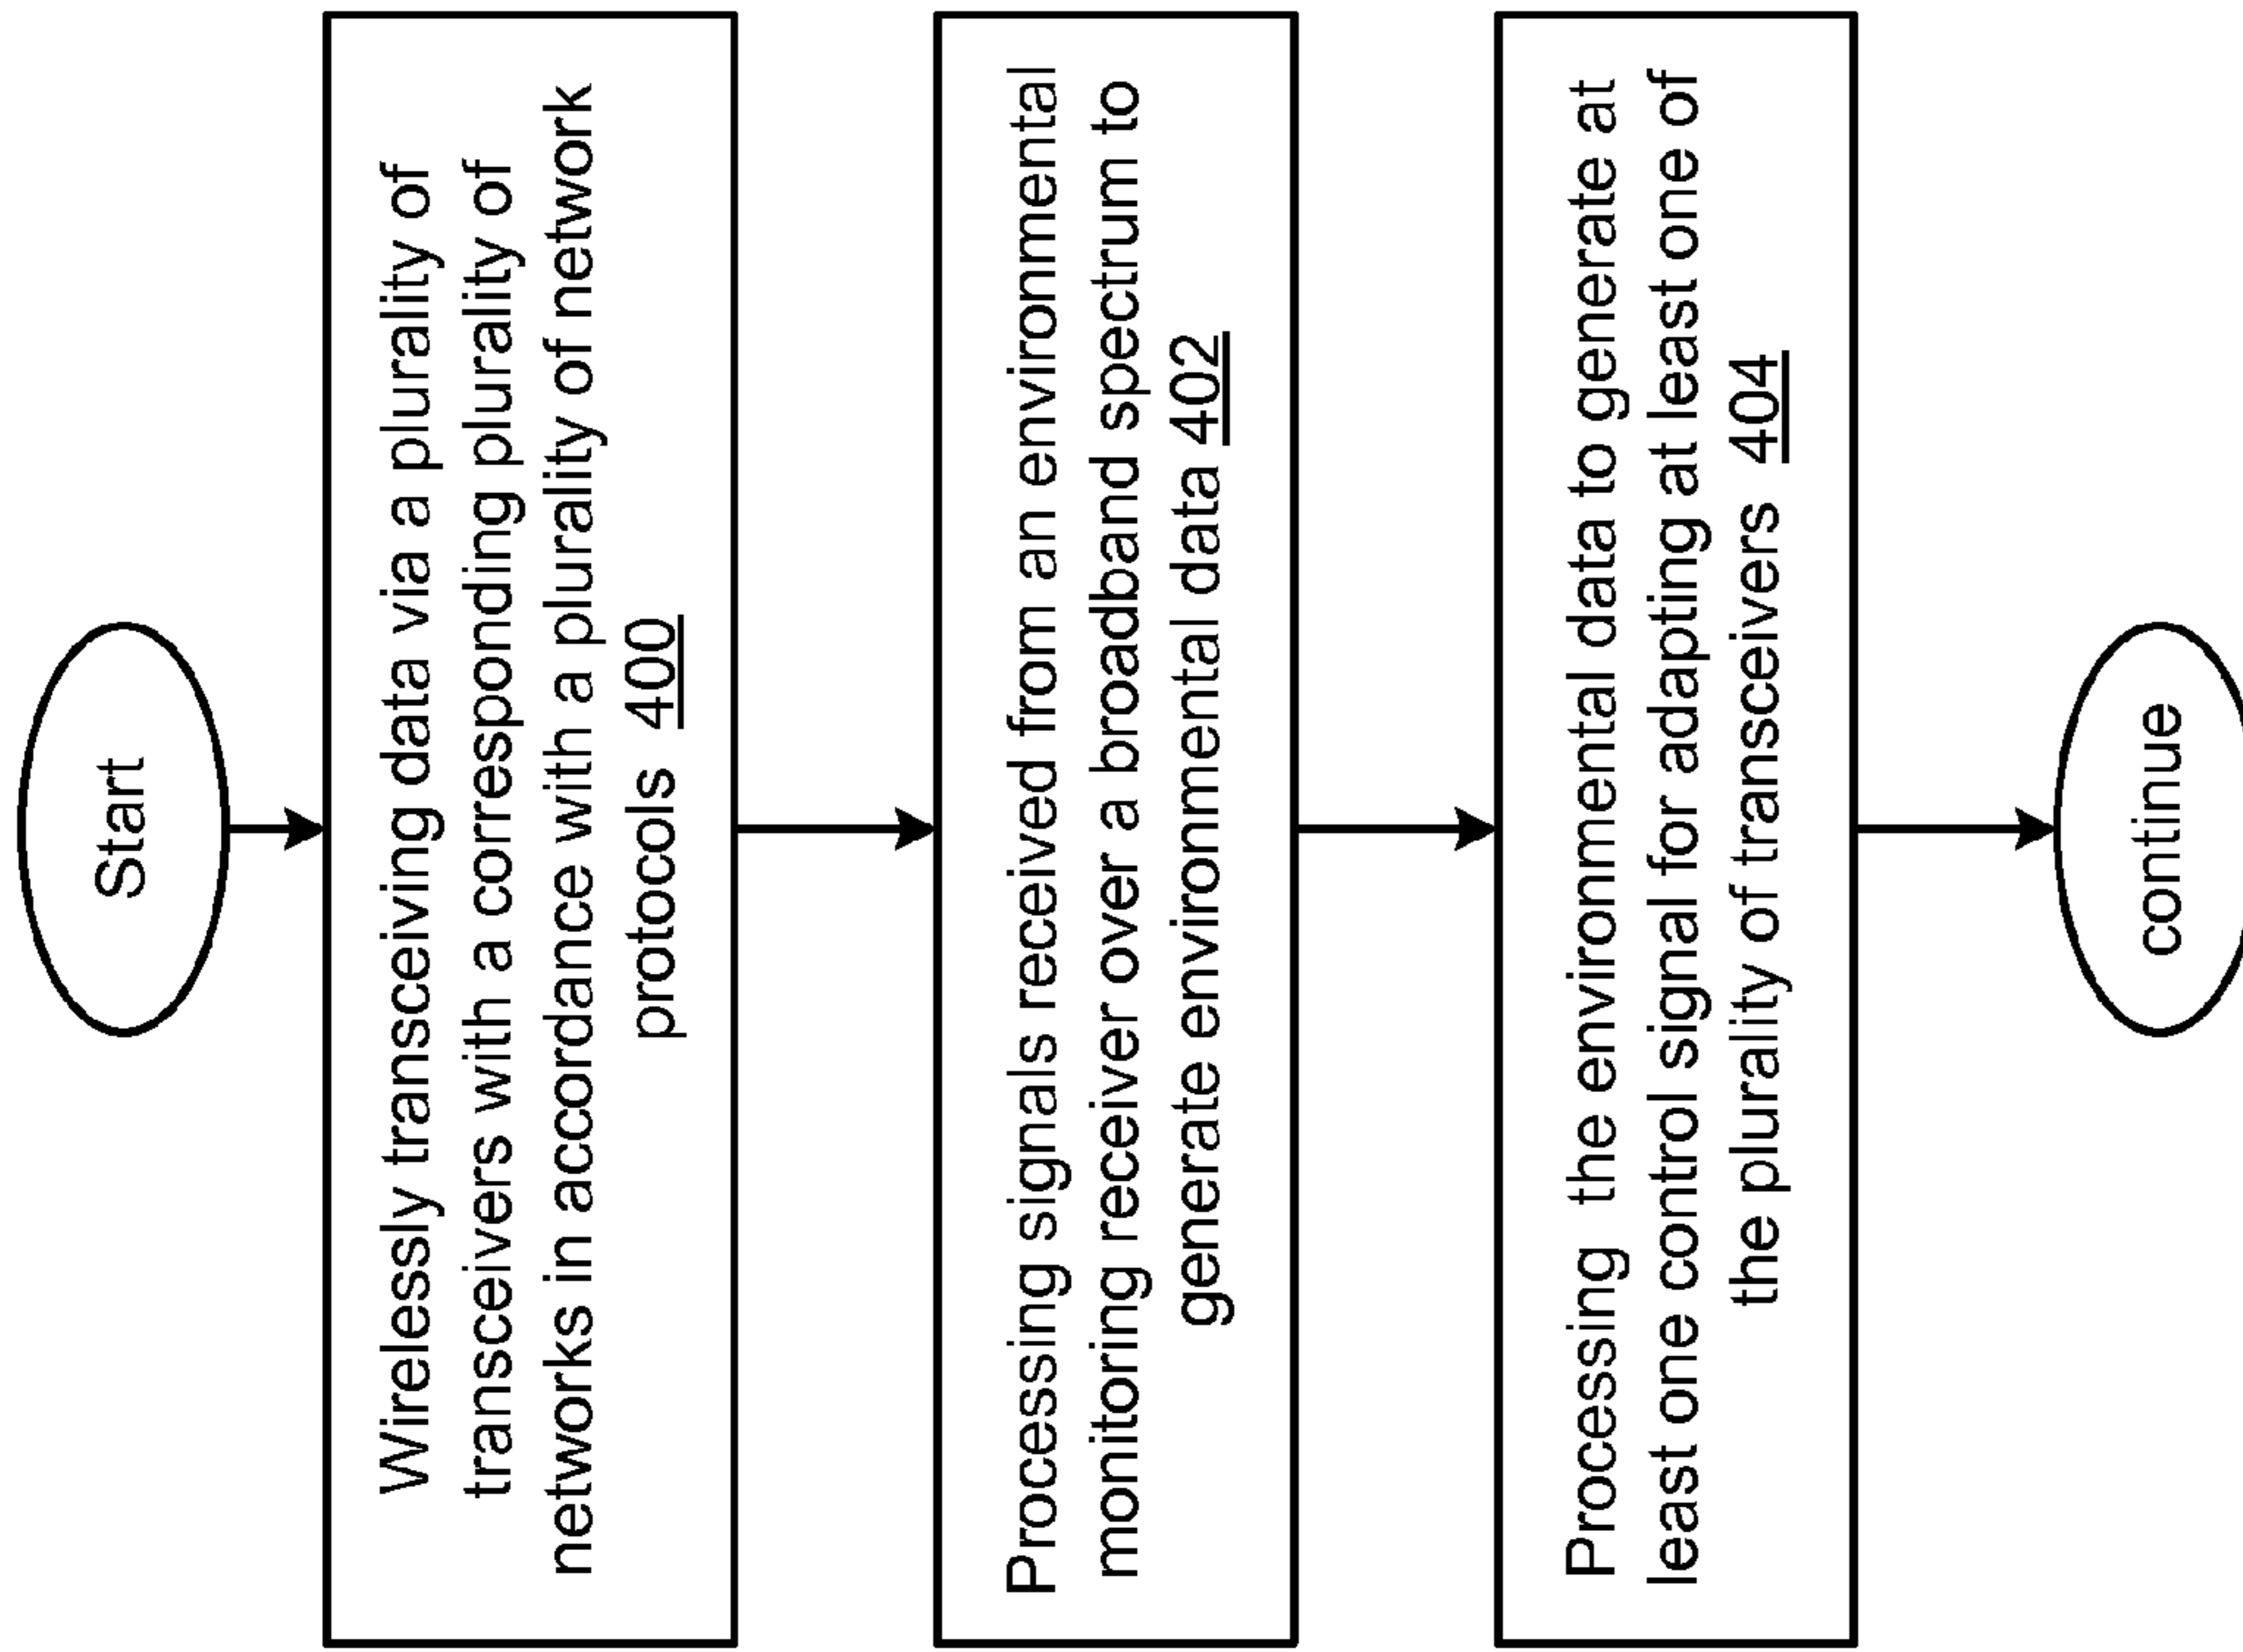 Start
Wirelessly transceiving data via a plurality of
transceivers with a corresponding plurality of
networks in accordance with a plurality of network
protocols 400
Processing signals received from an environmental
monitoring receiver over a broadband spectrum to
generate environmental data 402
Processing the environmental data to generate at
least one control signal for adapting at least one of
the plurality of transceivers 404
continue